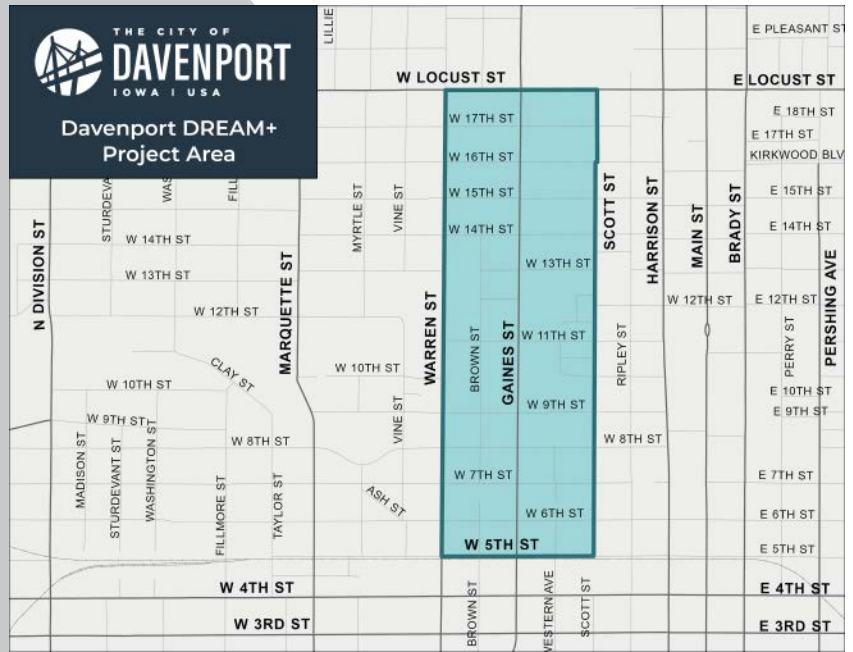 THE CITY OF
DAVENPORT
IOWA | USA
Davenport DREAM+
Project Area
LILLIE
E PLEASANT ST
W LOCUST ST
E LOCUST ST
W 17TH ST
E 18TH ST
E 17TH ST
W 16TH ST
KIRKWOOD BLV
STURDEVA
WAS
FILL
MYRTLE ST
VINE ST
W 15TH ST
E 15TH ST
W 14TH ST
W 14TH ST
E 14TH ST
N DIVISION ST
MARQUETTE ST
WARREN ST
GAINES ST
SCOTT ST
HARRISON ST
MAIN ST
BRADY ST
PERSHING AVE
W 13TH ST
W 13TH ST
W 12TH ST
W 12TH ST
E 12TH ST
BROWN ST
W 11TH ST
RIPLEY ST
PERRY ST
CLAY ST
W 10TH ST
W 10TH ST
E 10TH ST
W 9TH ST
W 9TH ST
E 9TH ST
VINE ST
W 8TH ST
W 8TH ST
MADISON ST
STURDEVANT ST
WASHINGTON ST
FILLMORE ST
TAYLOR ST
ASH ST
W 7TH ST
E 7TH ST
W 6TH ST
E 6TH ST
W 5TH ST
E 5TH ST
W 4TH ST
E 4TH ST
BROWN ST
WESTERN AVE
SCOTT ST
W 3RD ST
E 3RD ST